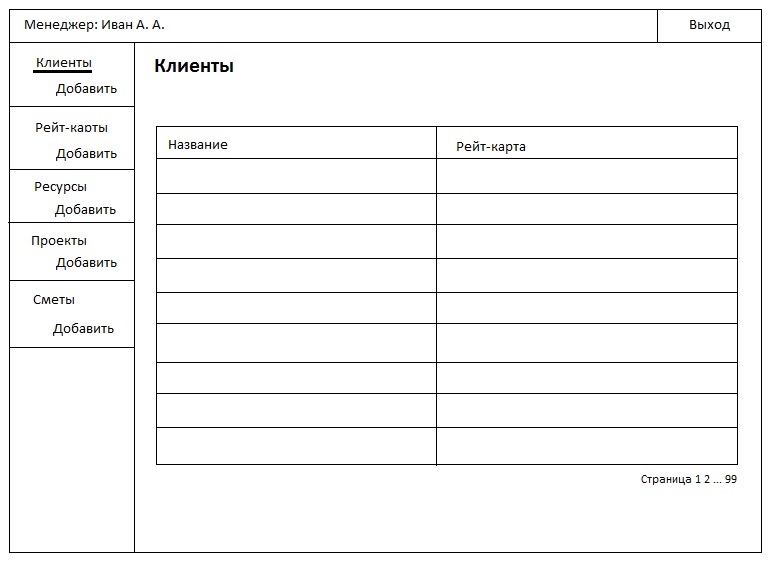 Менеджер: Иван А. А.
Выход
Клиенты
Добавить
Рейт-карты
Добавить
Ресурсы
Добавить
Проекты
Добавить
Сметы
Добавить
Клиенты
Название
Рейт-карта
Страница 1 2 ... 99